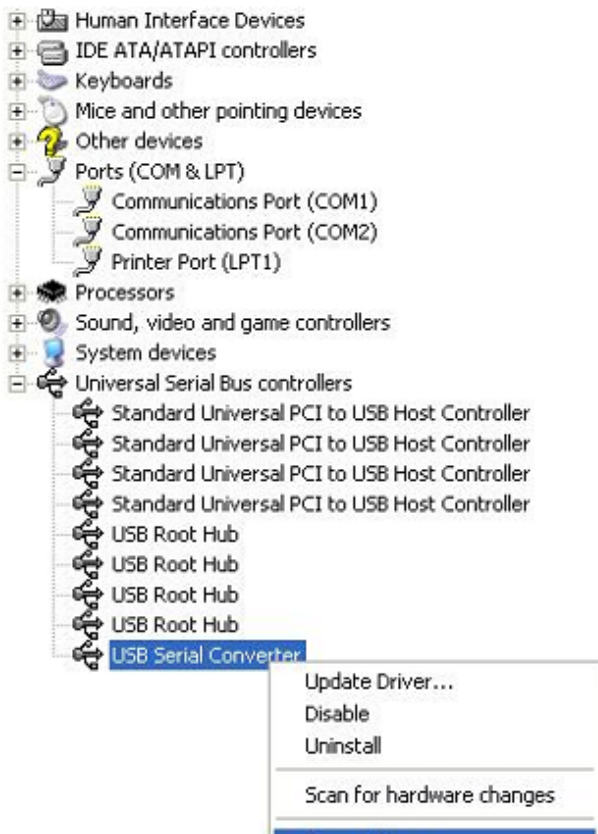 Human Interface Devices
IDE ATA/ATAPI controllers
Keyboards
Mice and other pointing devices
Other devices
Ports (COM & LPT)
Communications Port (COM1)
Communications Port (COM2)
Printer Port (LPT1)
Processors
Sound, video and game controllers
System devices
Universal Serial Bus controllers
Standard Universal PCI to USB Host Controller
Standard Universal PCI to USB Host Controller
Standard Universal PCI to USB Host Controller
Standard Universal PCI to USB Host Controller
USB Root Hub
USB Root Hub
USB Root Hub
USB Root Hub
USB Serial Converter
Update Driver...
Disable
Uninstall
Scan for hardware changes